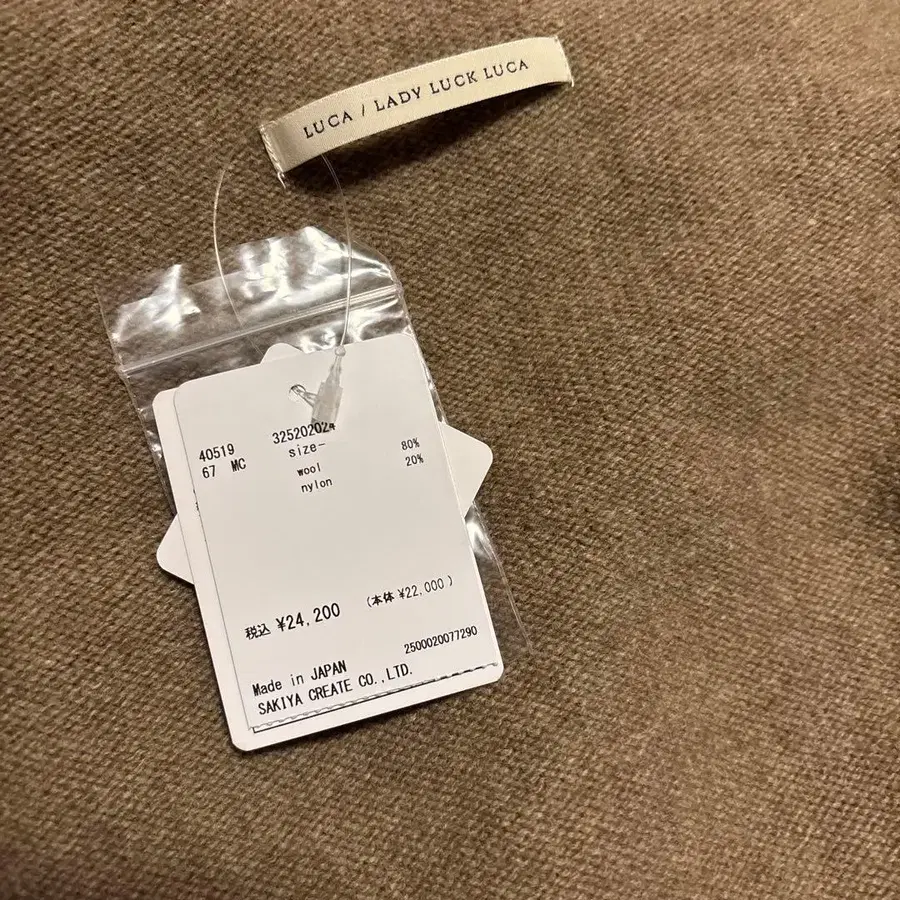 LUCA / LADY LUCK LUCA
40519 325202024
67 MC size-
wool 80%
nylon 20%
税込 ¥24,200 (本体 ¥22,000 )
2500020077290
Made in JAPAN
SAKIYA CREATE CO.,LTD.